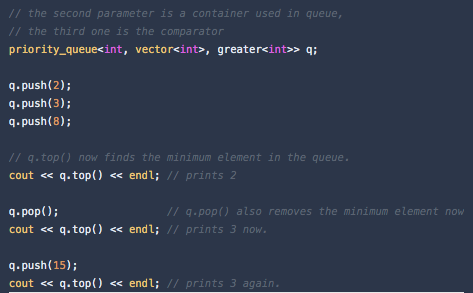 // the second parameter is a container used in queue,
// the third one is the comparator
priority_queue<int, vector<int>, greater<int>> q;
q.push(2);
q.push(3);
q.push(8);
// q.top() now finds the minimum element in the queue.
cout << q.top() << endl; // prints 2
q.pop(); // q.pop() also removes the minimum element now
cout << q.top() << endl; // prints 3 now.
q.push(15);
cout << q.top() << endl; // prints 3 again.